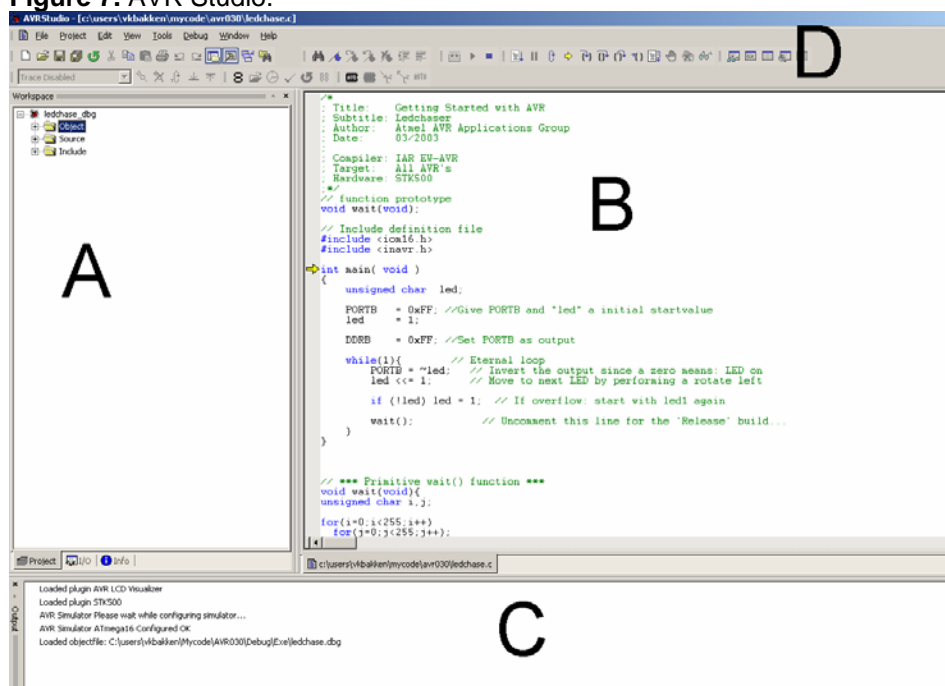 Figure 7. AVR Studio.
AVRStudio - [c:\users\vkbakken\mycode\avr030\ledchase.c]
File Project Edit View Tools Debug Window Help
D
Trace Disabled
Workspace
ledchase_dbg
Object
Source
Include
A
/*
; Title: Getting Started with AVR
; Subtitle: Ledchaser
; Author: Atmel AVR Applications Group
; Date: 03/2003
;
; Compiler: IAR EW-AVR
; Target: All AVR's
; Hardware: STK500
;*/
// function prototype
void wait(void);
B
// Include definition file
#include <iom16.h>
#include <inavr.h>
int main( void )
{
unsigned char led;
PORTB = 0xFF; //Give PORTB and "led" a initial startvalue
led = 1;
DDRB = 0xFF; //Set PORTB as output
while(1){ // Eternal loop
PORTB = ~led; // Invert the output since a zero means: LED on
led <<= 1; // Move to next LED by performing a rotate left
if (!led) led = 1; // If overflow: start with led1 again
wait(); // Uncomment this line for the 'Release' build...
}
}
// *** Primitive wait() function ***
void wait(void){
unsigned char i,j;
for(i=0;i<255;i++)
for(j=0;j<255;j++);
Project I/O Info
c:\users\vkbakken\mycode\avr030\ledchase.c
Output
Loaded plugin AVR LCD Visualizer
Loaded plugin STK500
AVR Simulator Please wait while configuring simulator...
AVR Simulator ATmega16 Configured OK
Loaded objectfile: C:\users\vkbakken\Mycode\AVR030\Debug\Exe\ledchase.dbg
C